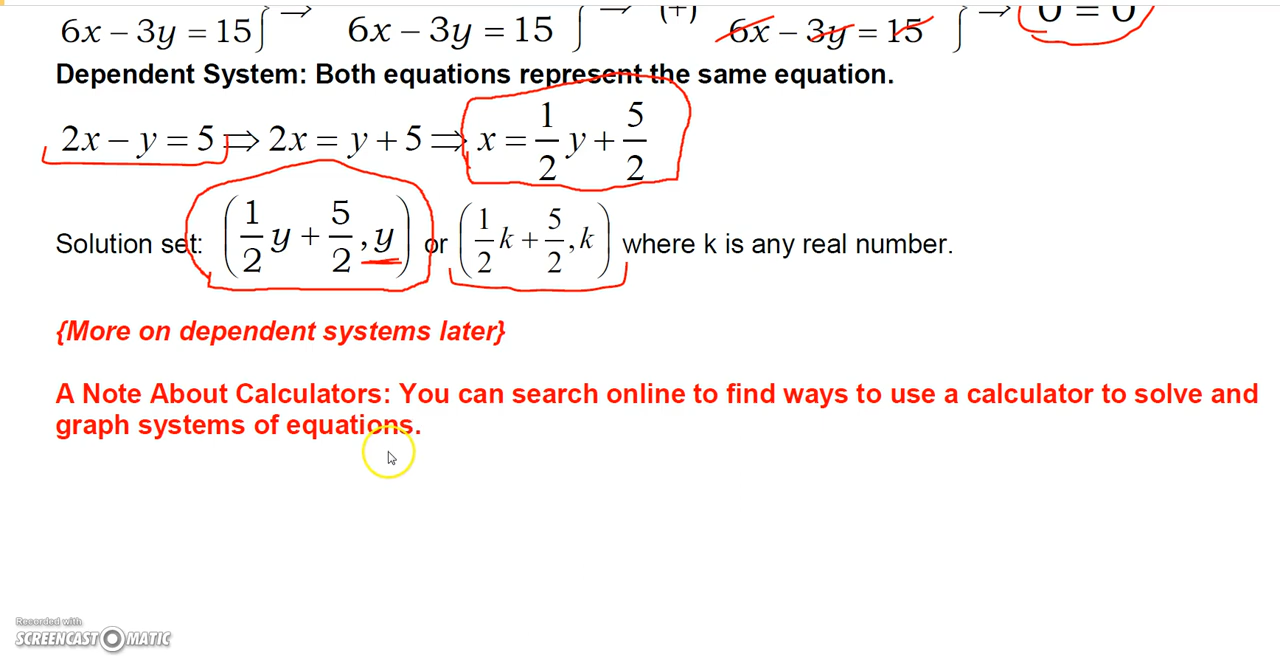 6x − 3y = 15} → 6x − 3y = 15 } → (+) 6x − 3y = 15 } → 0 = 0
Dependent System: Both equations represent the same equation.
2x − y = 5 ⇒ 2x = y + 5 ⇒ x = 1/2 y + 5/2
Solution set: (1/2 y + 5/2, y) or (1/2 k + 5/2, k) where k is any real number.
{More on dependent systems later}
A Note About Calculators: You can search online to find ways to use a calculator to solve and
graph systems of equations.
Recorded with
SCREENCAST-O-MATIC